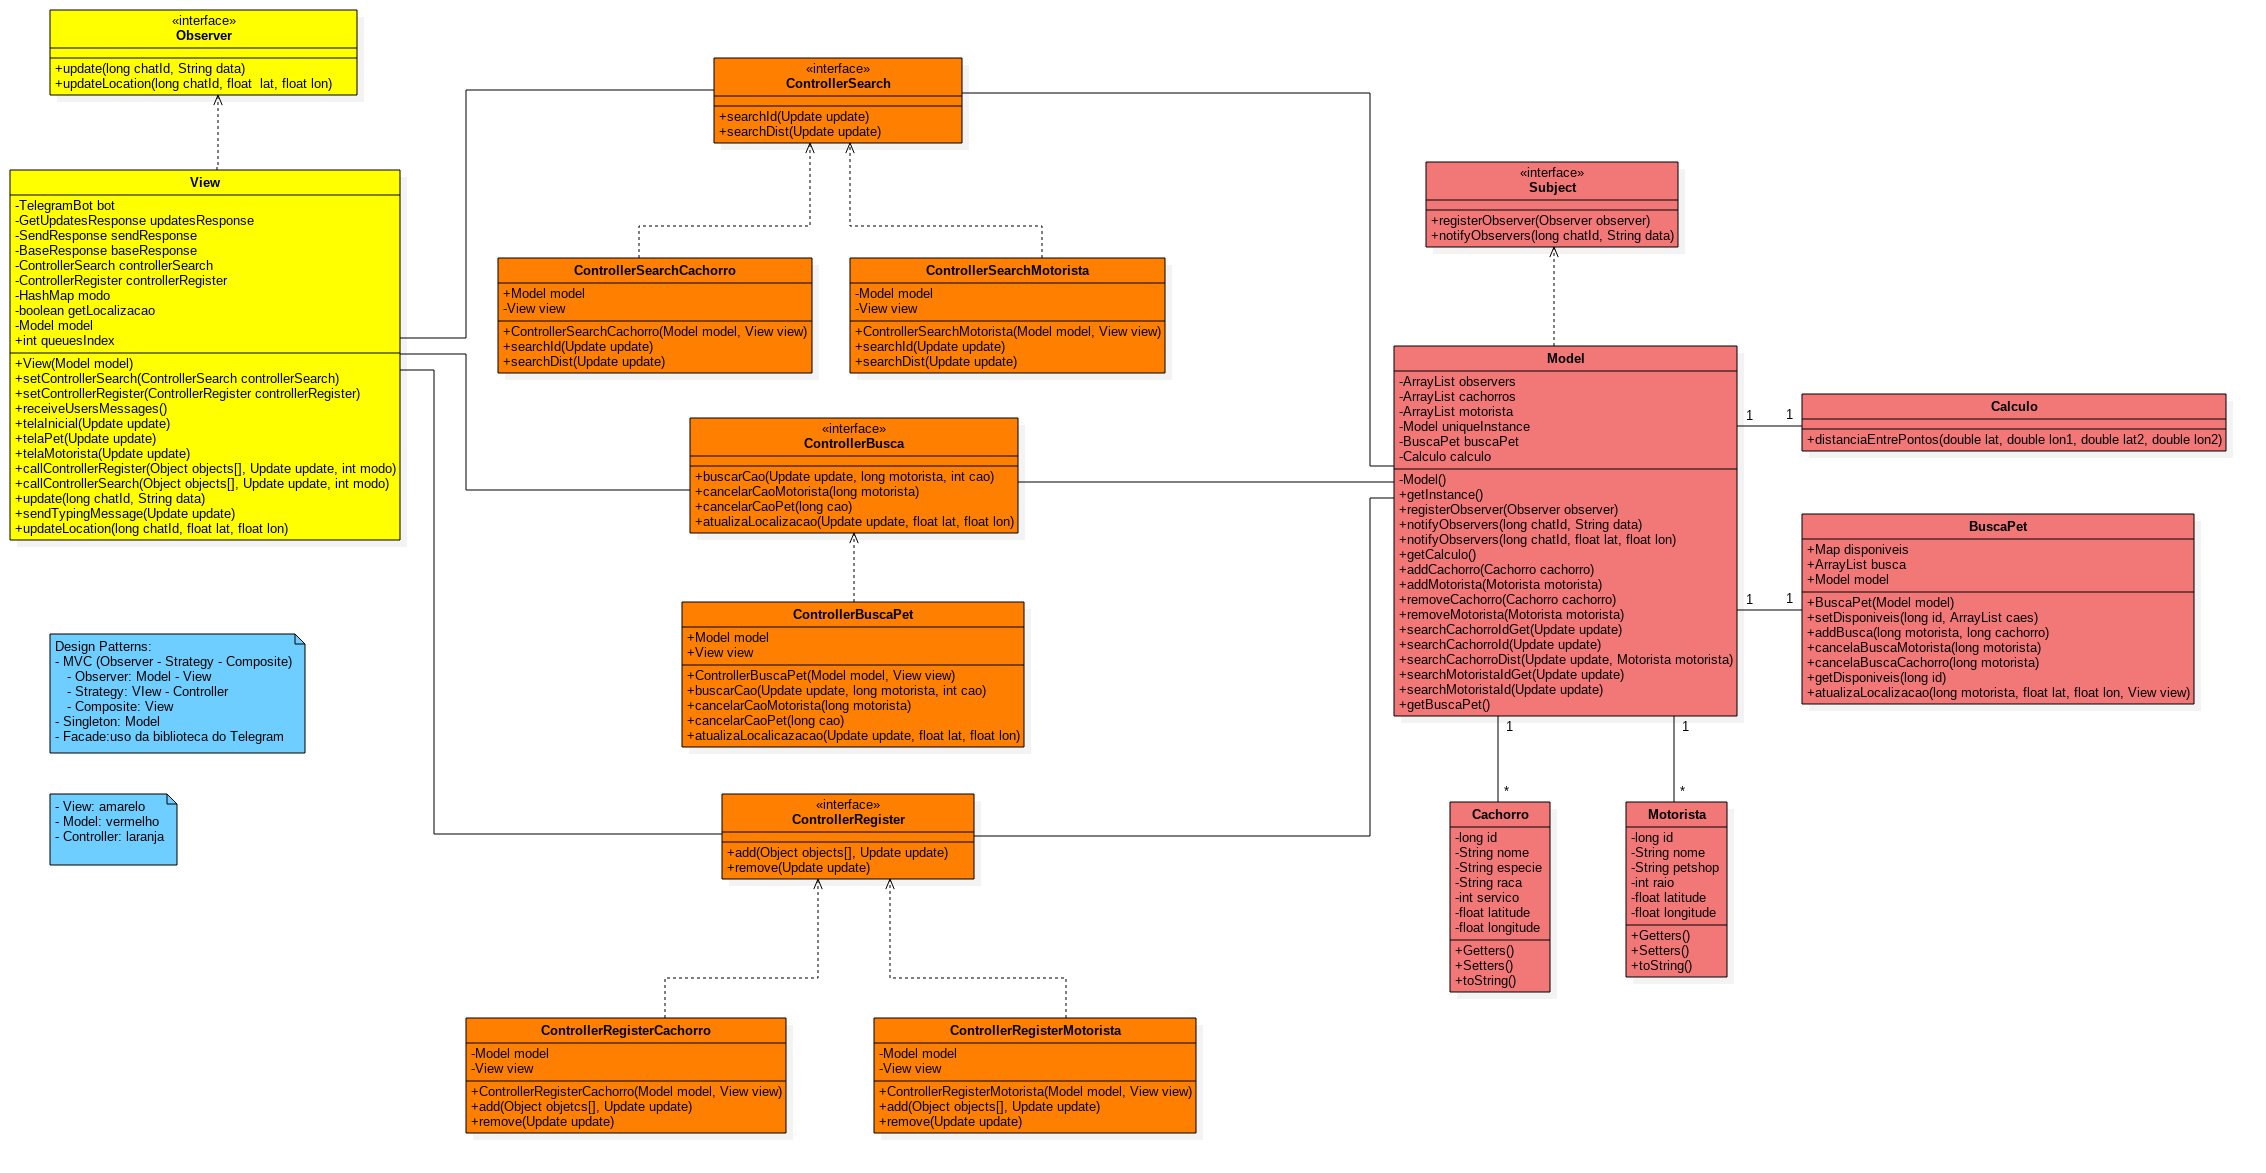 «interface»
Observer
+update(long chatId, String data)
+updateLocation(long chatId, float  lat, float lon)
View
-TelegramBot bot
-GetUpdatesResponse updatesResponse
-SendResponse sendResponse
-BaseResponse baseResponse
-ControllerSearch controllerSearch
-ControllerRegister controllerRegister
-HashMap modo
-boolean getLocalizacao
-Model model
+int queuesIndex
+View(Model model)
+setControllerSearch(ControllerSearch controllerSearch)
+setControllerRegister(ControllerRegister controllerRegister)
+receiveUsersMessages()
+telaInicial(Update update)
+telaPet(Update update)
+telaMotorista(Update update)
+callControllerRegister(Object objects[], Update update, int modo)
+callControllerSearch(Object objects[], Update update, int modo)
+update(long chatId, String data)
+sendTypingMessage(Update update)
+updateLocation(long chatId, float lat, float lon)
Design Patterns:
- MVC (Observer - Strategy - Composite)
- Observer: Model - View
- Strategy: VIew - Controller
- Composite: View
- Singleton: Model
- Facade:uso da biblioteca do Telegram
- View: amarelo
- Model: vermelho
- Controller: laranja
«interface»
ControllerSearch
+searchId(Update update)
+searchDist(Update update)
ControllerSearchCachorro
+Model model
-View view
+ControllerSearchCachorro(Model model, View view)
+searchId(Update update)
+searchDist(Update update)
ControllerSearchMotorista
-Model model
-View view
+ControllerSearchMotorista(Model model, View view)
+searchId(Update update)
+searchDist(Update update)
«interface»
ControllerBusca
+buscarCao(Update update, long motorista, int cao)
+cancelarCaoMotorista(long motorista)
+cancelarCaoPet(long cao)
+atualizaLocalizacao(Update update, float lat, float lon)
ControllerBuscaPet
+Model model
+View view
+ControllerBuscaPet(Model model, View view)
+buscarCao(Update update, long motorista, int cao)
+cancelarCaoMotorista(long motorista)
+cancelarCaoPet(long cao)
+atualizaLocalicazacao(Update update, float lat, float lon)
«interface»
ControllerRegister
+add(Object objects[], Update update)
+remove(Update update)
ControllerRegisterCachorro
-Model model
-View view
+ControllerRegisterCachorro(Model model, View view)
+add(Object objetcs[], Update update)
+remove(Update update)
ControllerRegisterMotorista
-Model model
-View view
+ControllerRegisterMotorista(Model model, View view)
+add(Object objects[], Update update)
+remove(Update update)
«interface»
Subject
+registerObserver(Observer observer)
+notifyObservers(long chatId, String data)
Model
-ArrayList observers
-ArrayList cachorros
-ArrayList motorista
-Model uniqueInstance
-BuscaPet buscaPet
-Calculo calculo
-Model()
+getInstance()
+registerObserver(Observer observer)
+notifyObservers(long chatId, String data)
+notifyObservers(long chatId, float lat, float lon)
+getCalculo()
+addCachorro(Cachorro cachorro)
+addMotorista(Motorista motorista)
+removeCachorro(Cachorro cachorro)
+removeMotorista(Motorista motorista)
+searchCachorroIdGet(Update update)
+searchCachorroId(Update update)
+searchCachorroDist(Update update, Motorista motorista)
+searchMotoristaIdGet(Update update)
+searchMotoristaId(Update update)
+getBuscaPet()
1 1
Calculo
+distanciaEntrePontos(double lat, double lon1, double lat2, double lon2)
1 1
BuscaPet
+Map disponiveis
+ArrayList busca
+Model model
+BuscaPet(Model model)
+setDisponiveis(long id, ArrayList caes)
+addBusca(long motorista, long cachorro)
+cancelaBuscaMotorista(long motorista)
+cancelaBuscaCachorro(long motorista)
+getDisponiveis(long id)
+atualizaLocalizacao(long motorista, float lat, float lon, View view)
1
*
Cachorro
-long id
-String nome
-String especie
-String raca
-int servico
-float latitude
-float longitude
+Getters()
+Setters()
+toString()
1
*
Motorista
-long id
-String nome
-String petshop
-int raio
-float latitude
-float longitude
+Getters()
+Setters()
+toString()